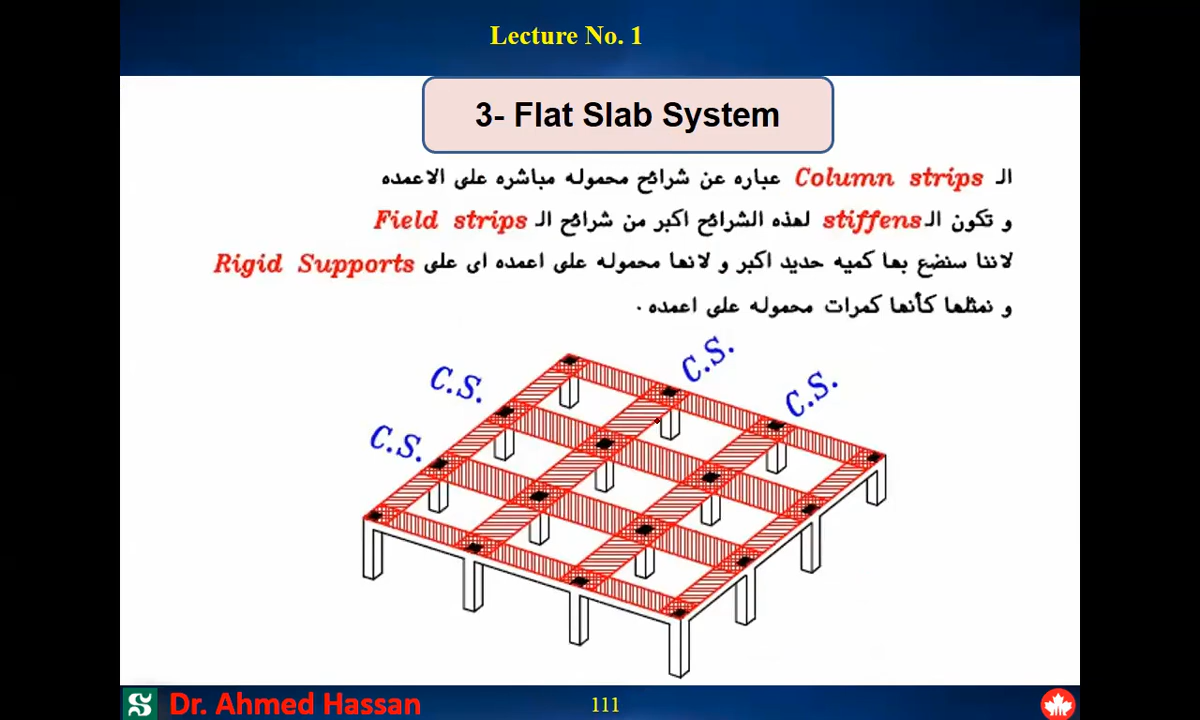 Lecture No. 1
3- Flat Slab System
الـ Column strips عباره عن شرائح محموله مباشره على الاعمده
و تكون الـ stiffens لهذه الشرائح اكبر من شرائح الـ Field strips
لاننا سنضع بها كميه حديد اكبر و لانها محموله على اعمده اى على Rigid Supports
و نمثلها كأنها كمرات محموله على اعمده .
C.S.
C.S.
C.S.
C.S.
Dr. Ahmed Hassan
111